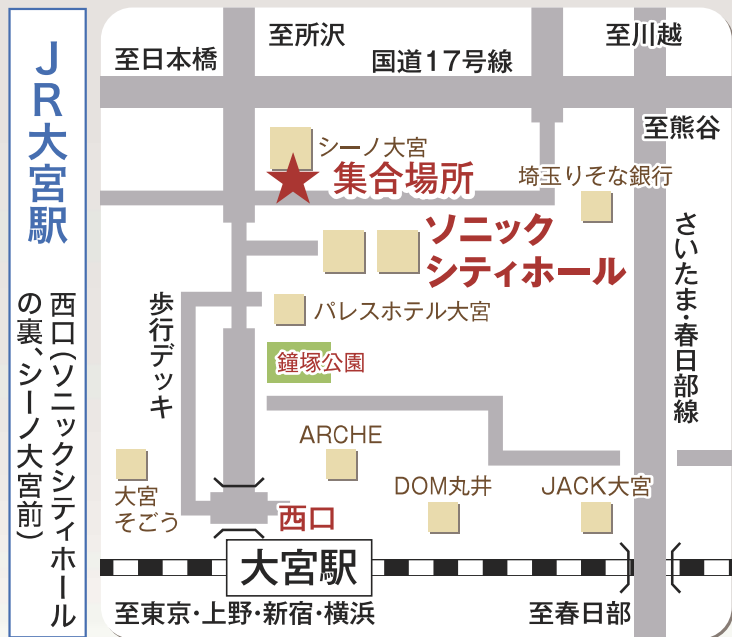 JR大宮駅
西口(ソニックシティホール
の裏、シーノ大宮前)
至所沢
至川越
至日本橋
国道17号線
至熊谷
シーノ大宮
集合場所
埼玉りそな銀行
ソニック
シティホール
さいたま・春日部線
パレスホテル大宮
歩行デッキ
鐘塚公園
ARCHE
DOM丸井
JACK大宮
大宮
そごう
西口
大宮駅
至東京・上野・新宿・横浜
至春日部